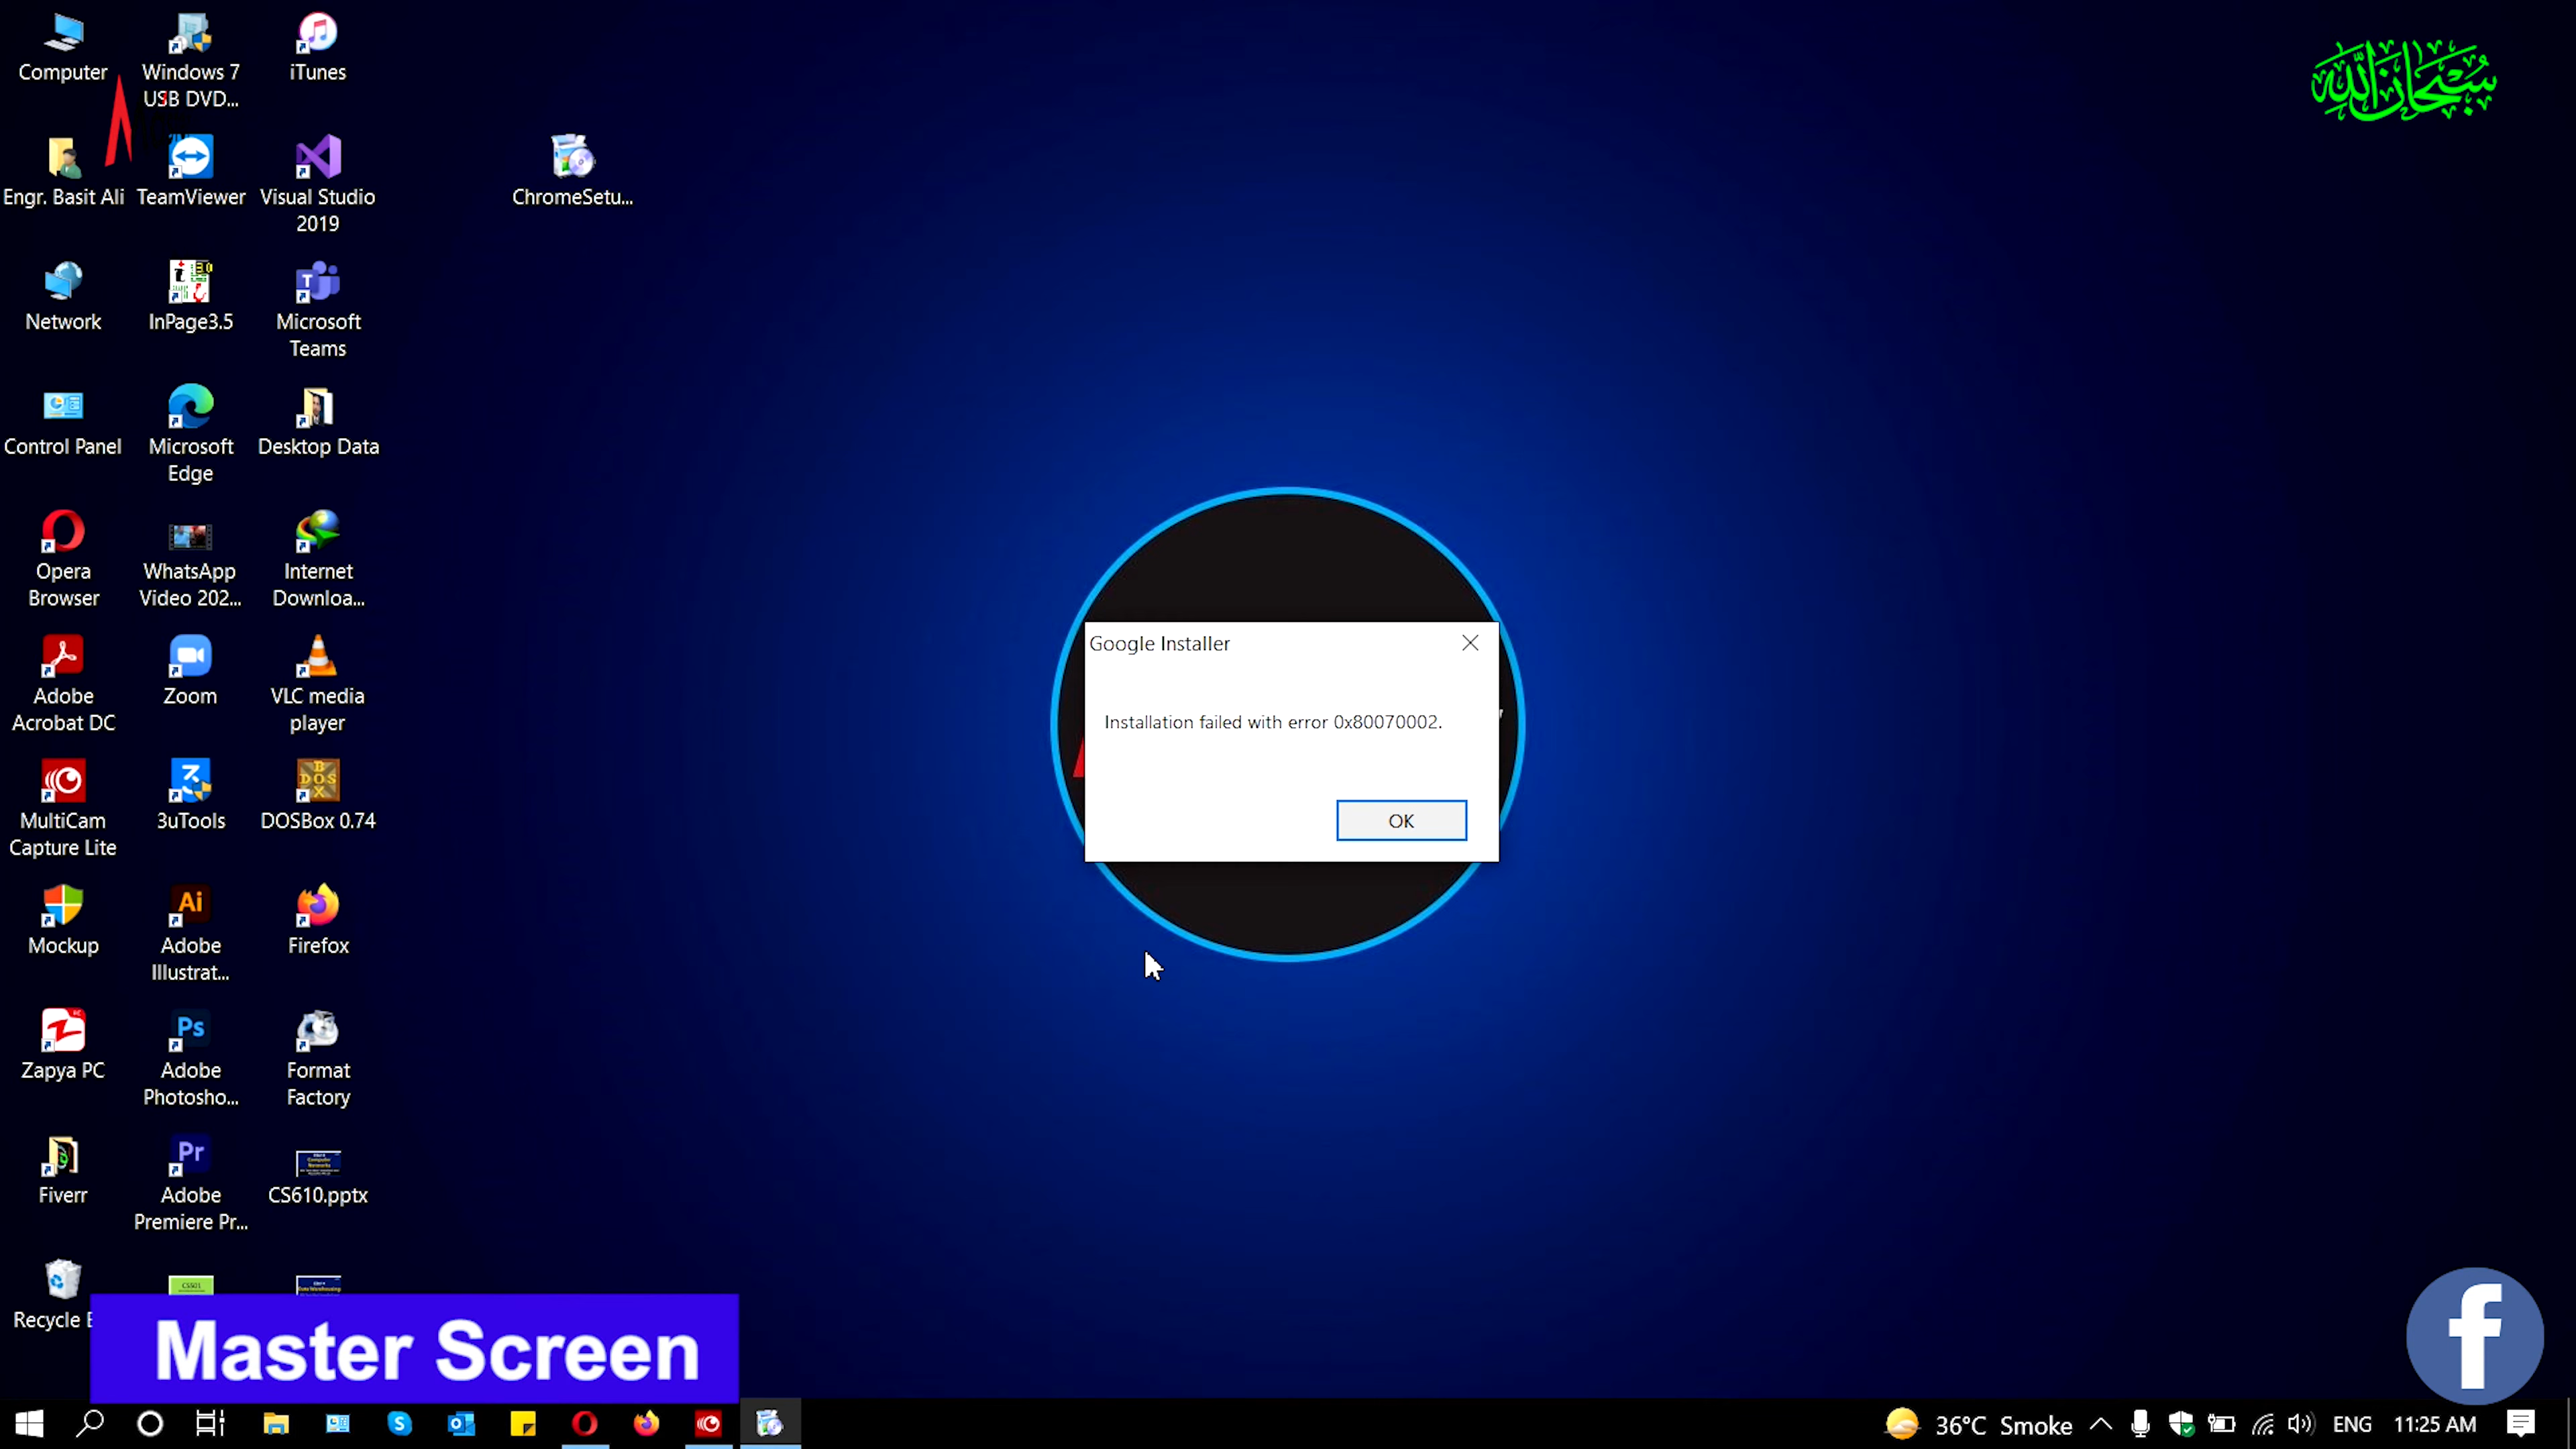 Computer
Windows 7
USB DVD...
iTunes
سُبْحَانَ اللّٰه
Engr. Basit Ali
TeamViewer
Visual Studio
2019
ChromeSetu...
Network
InPage3.5
Microsoft
Teams
Control Panel
Microsoft
Edge
Desktop Data
Opera
Browser
WhatsApp
Video 202...
Internet
Downloa...
Google Installer
Installation failed with error 0x80070002.
OK
Adobe
Acrobat DC
Zoom
VLC media
player
MultiCam
Capture Lite
3uTools
DOSBox 0.74
Mockup
Adobe
Illustrat...
Firefox
Zapya PC
Adobe
Photosho...
Format
Factory
Fiverr
Adobe
Premiere Pr...
CS610.pptx
Recycle
Master Screen
36°C Smoke
ENG
11:25 AM